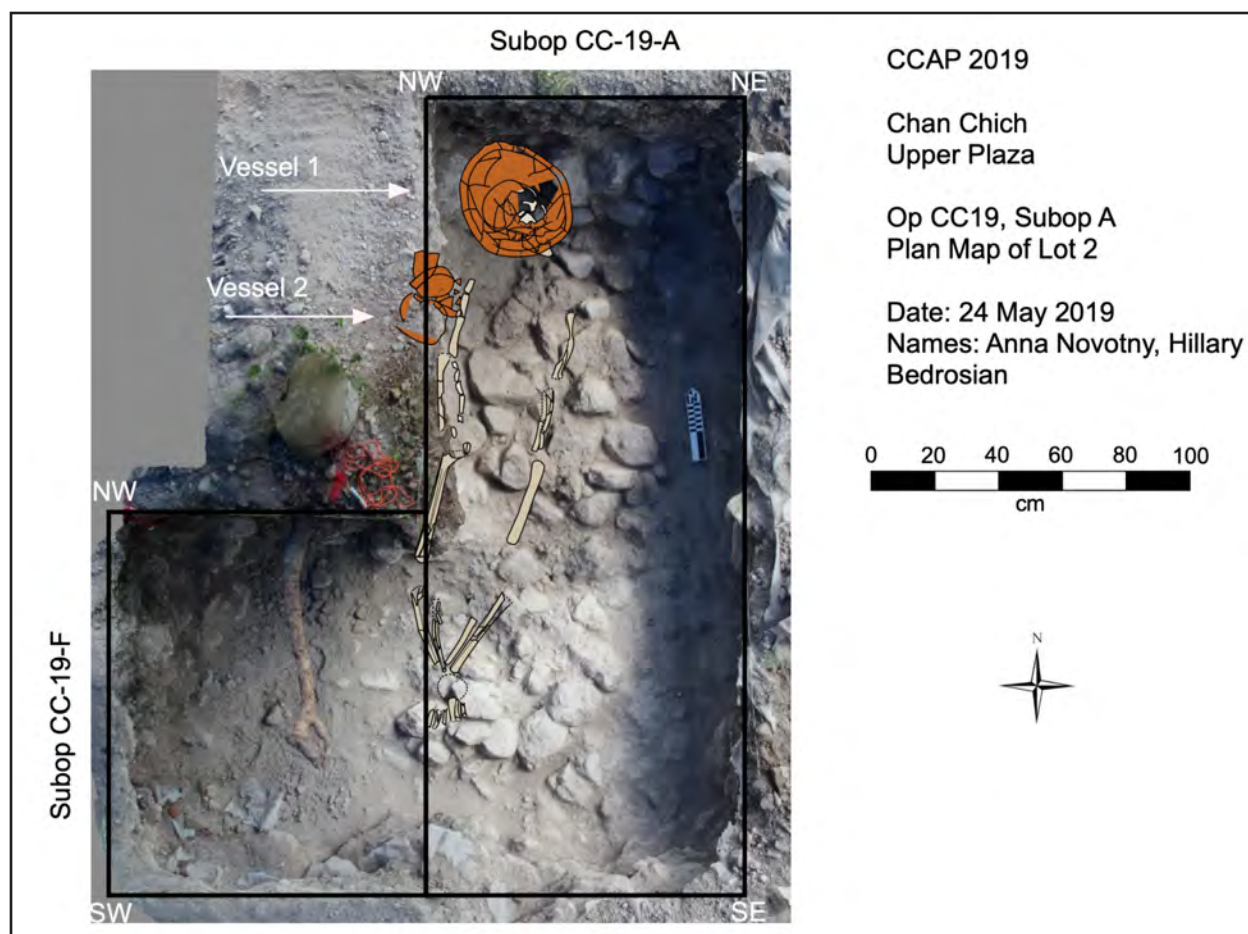 Subop CC-19-A
NW
NE
Vessel 1
Vessel 2
NW
Subop CC-19-F
SW
SE
CCAP 2019
Chan Chich
Upper Plaza
Op CC19, Subop A
Plan Map of Lot 2
Date: 24 May 2019
Names: Anna Novotny, Hillary
Bedrosian
0 20 40 60 80 100
cm
N